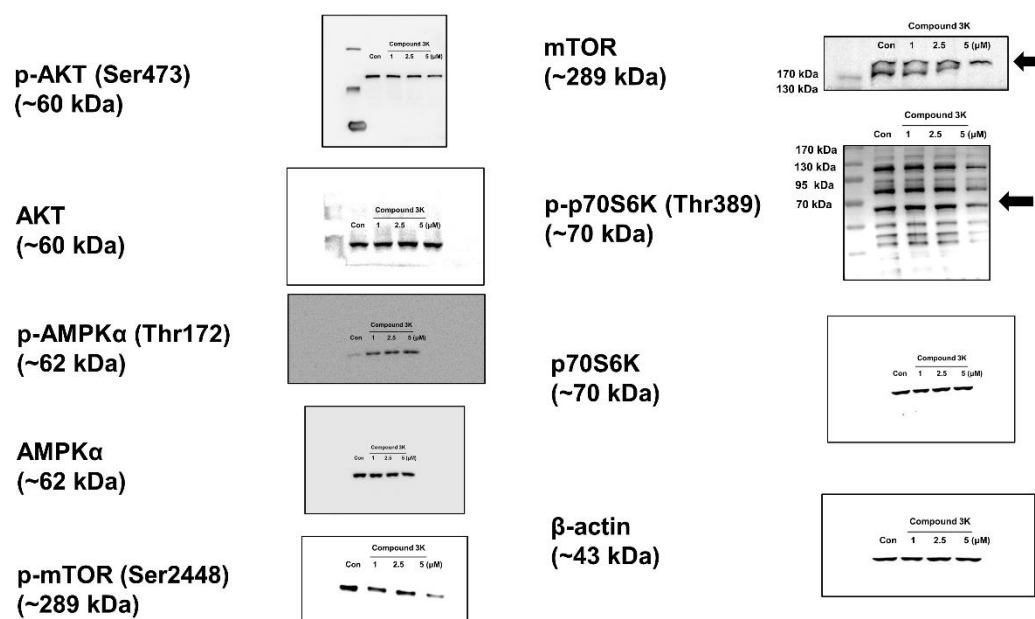 Compound 3K
Con 1 2.5 5 (µM)
p-AKT (Ser473)
(~60 kDa)
Compound 3K
Con 1 2.5 5 (µM)
AKT
(~60 kDa)
Compound 3K
Con 1 2.5 5 (µM)
p-AMPKα (Thr172)
(~62 kDa)
Compound 3K
Con 1 2.5 5 (µM)
AMPKα
(~62 kDa)
Compound 3K
Con 1 2.5 5 (µM)
p-mTOR (Ser2448)
(~289 kDa)
Compound 3K
mTOR
Con 1 2.5 5 (µM)
(~289 kDa)
170 kDa
130 kDa
Compound 3K
Con 1 2.5 5 (µM)
170 kDa
130 kDa
95 kDa
70 kDa
p-p70S6K (Thr389)
(~70 kDa)
Compound 3K
Con 1 2.5 5 (µM)
p70S6K
(~70 kDa)
Compound 3K
Con 1 2.5 5 (µM)
β-actin
(~43 kDa)